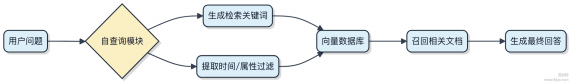 用户问题
自查询模块
生成检索关键词
提取时间/属性过滤
向量数据库
召回相关文档
生成最终回答